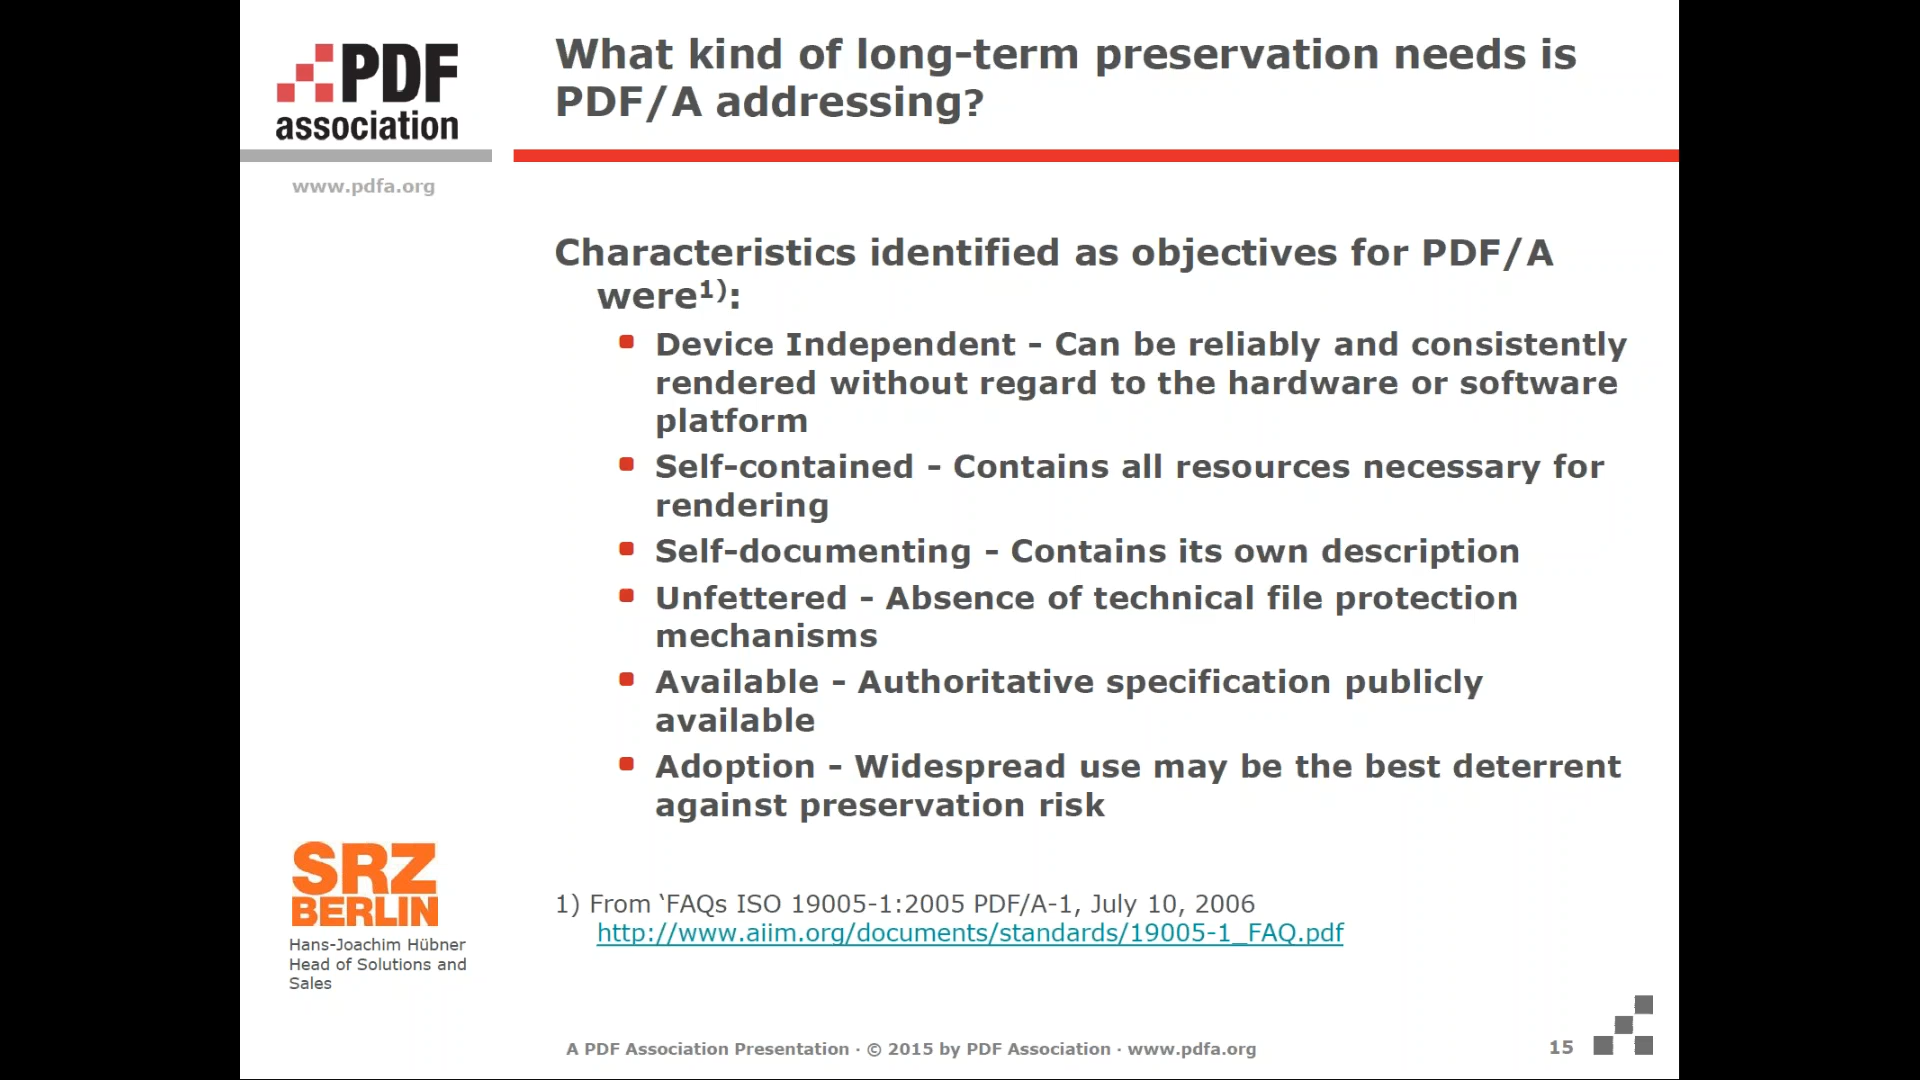 PDF
association
www.pdfa.org
What kind of long-term preservation needs is
PDF/A addressing?
Characteristics identified as objectives for PDF/A
were1):
Device Independent - Can be reliably and consistently
rendered without regard to the hardware or software
platform
Self-contained - Contains all resources necessary for
rendering
Self-documenting - Contains its own description
Unfettered - Absence of technical file protection
mechanisms
Available - Authoritative specification publicly
available
Adoption - Widespread use may be the best deterrent
against preservation risk
1) From ‘FAQs ISO 19005-1:2005 PDF/A-1, July 10, 2006
http://www.aiim.org/documents/standards/19005-1_FAQ.pdf
SRZ
BERLIN
Hans-Joachim Hübner
Head of Solutions and
Sales
A PDF Association Presentation · © 2015 by PDF Association · www.pdfa.org
15